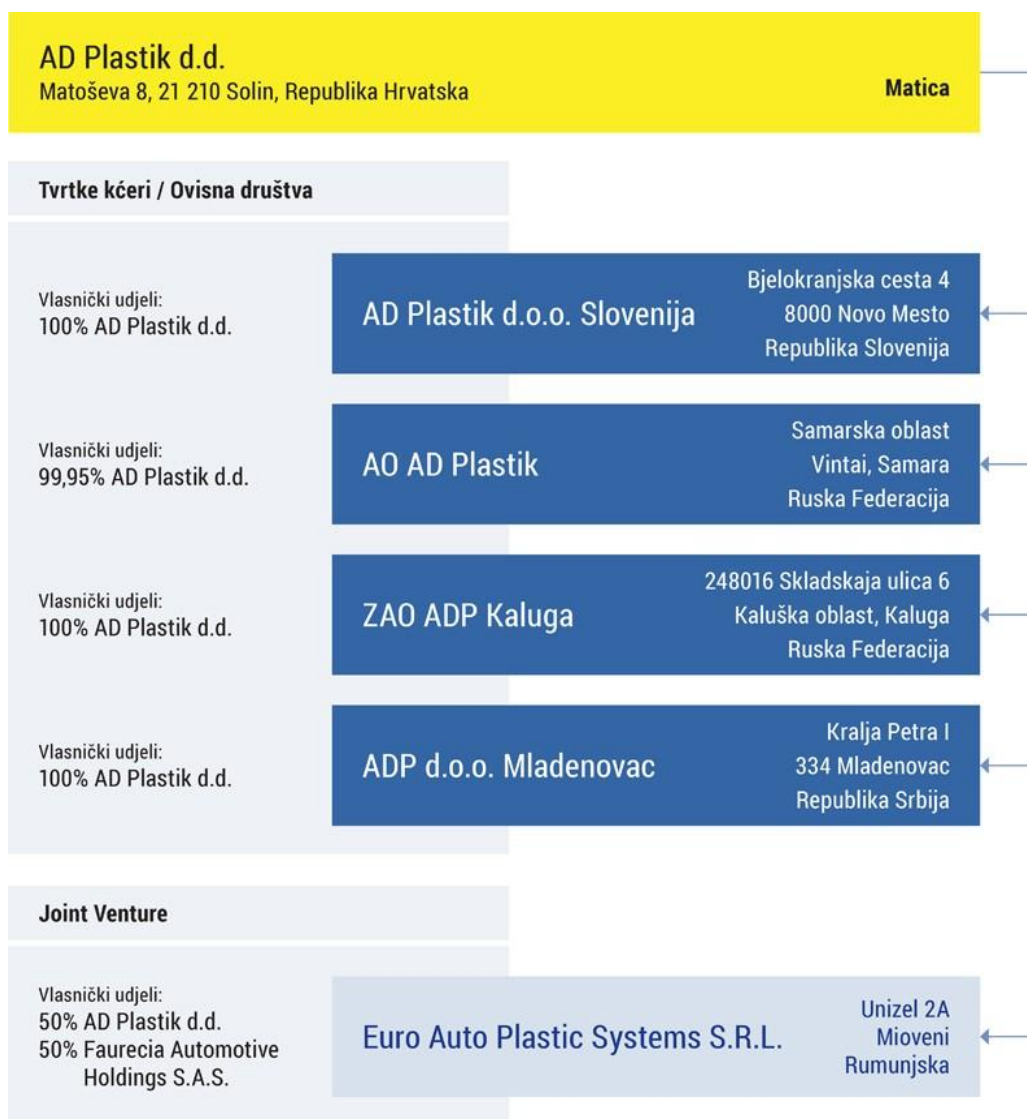 AD Plastik d.d.
Matoševa 8, 21 210 Solin, Republika Hrvatska
Matica
Tvrtke kćeri / Ovisna društva
Vlasnički udjeli:
100% AD Plastik d.d.
AD Plastik d.o.o. Slovenija
Bjelokranjska cesta 4
8000 Novo Mesto
Republika Slovenija
Vlasnički udjeli:
99,95% AD Plastik d.d.
AO AD Plastik
Samarska oblast
Vintai, Samara
Ruska Federacija
Vlasnički udjeli:
100% AD Plastik d.d.
ZAO ADP Kaluga
248016 Skladskaja ulica 6
Kaluška oblast, Kaluga
Ruska Federacija
Vlasnički udjeli:
100% AD Plastik d.d.
ADP d.o.o. Mladenovac
Kralja Petra I
334 Mladenovac
Republika Srbija
Joint Venture
Vlasnički udjeli:
50% AD Plastik d.d.
50% Faurecia Automotive
Holdings S.A.S.
Euro Auto Plastic Systems S.R.L.
Unizel 2A
Mioveni
Rumunjska